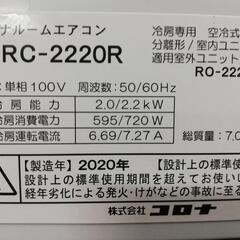 ナルームエアコン
RC-2220R
冷房専用 空冷式
分離形/室内ユニ
適用室外ユニット
RO-222
単相100V 周波数:50/60Hz
能力 2.0/2.2kW
冷房消費電力 595/720W
冷房運転電流 6.69/7.27A
総質量:7.0
【製造年】2020年
設計上の標準使用期
設計上の標準使用期間を超えてお使い
経年劣化による発火・けがなどの事故に至
株式会社コロナ